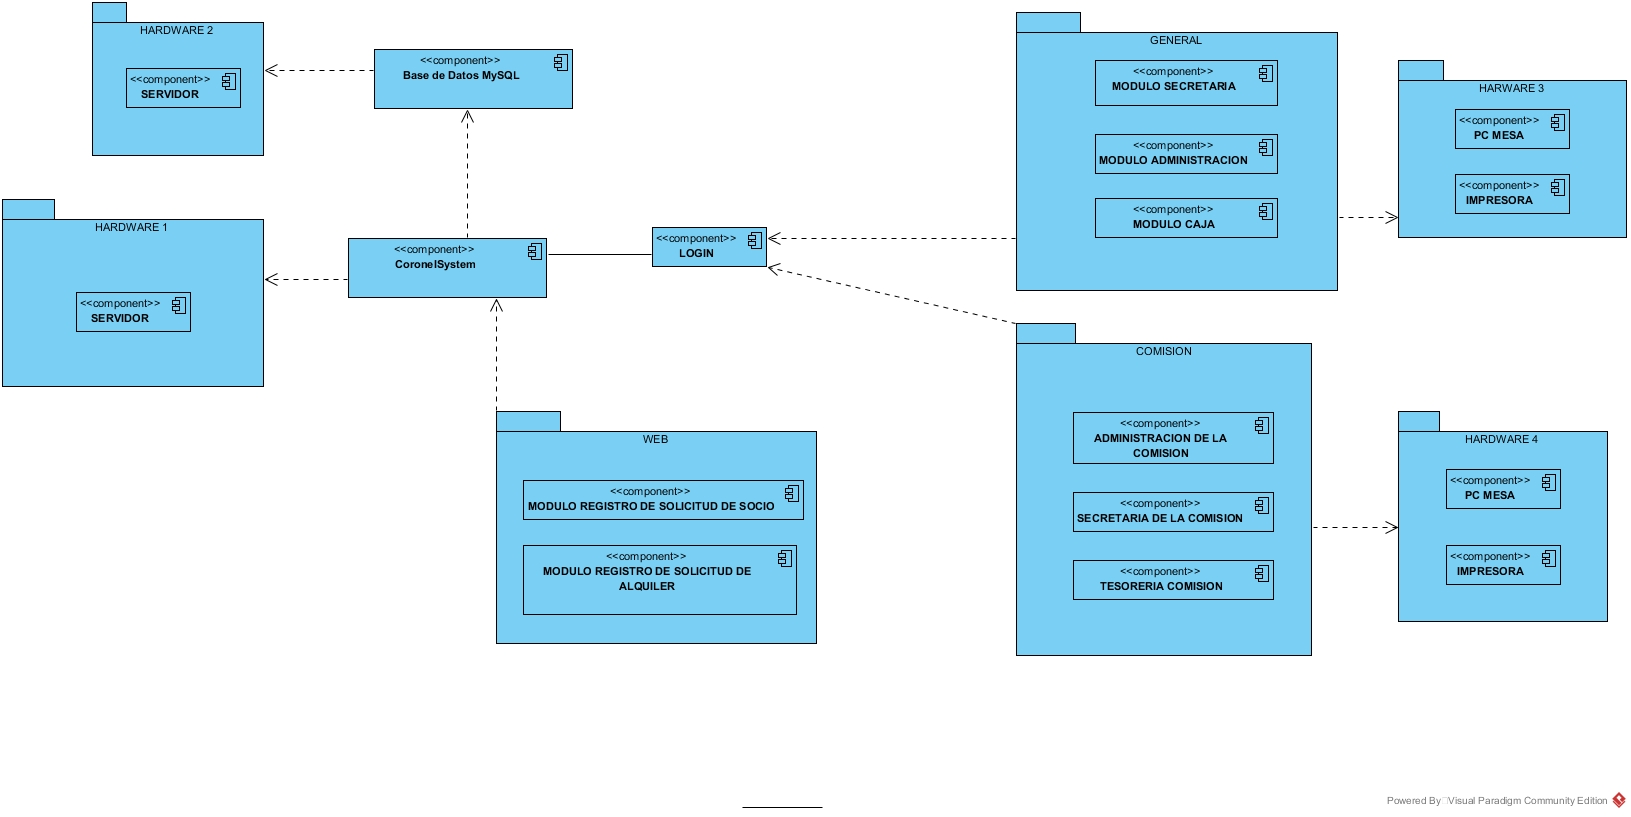 HARDWARE 2
<<component>>
SERVIDOR
<<component>>
Base de Datos MySQL
HARDWARE 1
<<component>>
SERVIDOR
<<component>>
CoronelSystem
<<component>>
LOGIN
WEB
<<component>>
MODULO REGISTRO DE SOLICITUD DE SOCIO
<<component>>
MODULO REGISTRO DE SOLICITUD DE
ALQUILER
GENERAL
<<component>>
MODULO SECRETARIA
<<component>>
MODULO ADMINISTRACION
<<component>>
MODULO CAJA
HARWARE 3
<<component>>
PC MESA
<<component>>
IMPRESORA
COMISION
<<component>>
ADMINISTRACION DE LA
COMISION
<<component>>
SECRETARIA DE LA COMISION
<<component>>
TESORERIA COMISION
HARDWARE 4
<<component>>
PC MESA
<<component>>
IMPRESORA
Powered By Visual Paradigm Community Edition